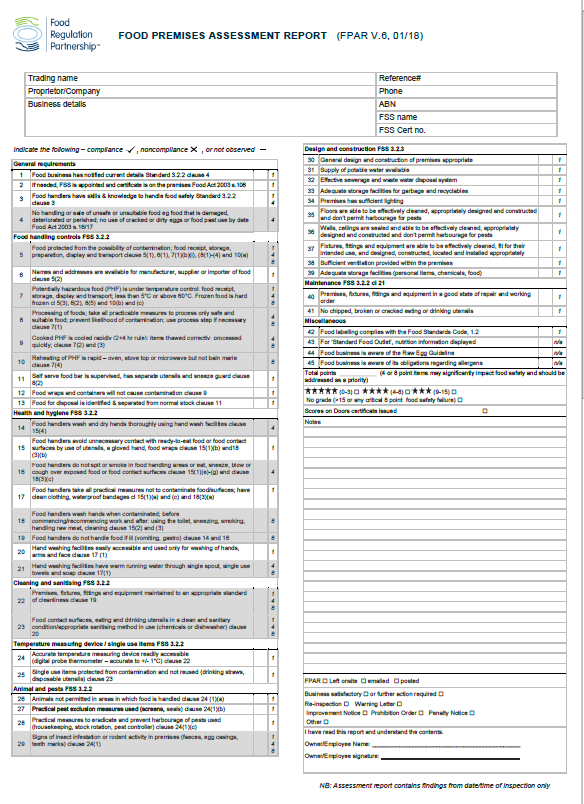 Food
Regulation
Partnership™
FOOD PREMISES ASSESSMENT REPORT (FPAR V.6, 01/18)
Trading name
Reference#
Proprietor/Company
Phone
Business details
ABN
FSS name
FSS Cert no.
Indicate the following – compliance ✓, noncompliance ✗, or not observed —
General requirements
1 Food business has notified current details Standard 3.2.2 clause 4 1
2 If needed, FSS is appointed and certificate is on the premises Food Act 2003 s.106 1
3 Food handlers have skills & knowledge to handle food safely Standard 3.2.2 1
clause 3 4
8
4 No handling or sale of unsafe or unsuitable food eg food that is damaged,
deteriorated or perished; no use of cracked or dirty eggs or food past use by date 4
Food Act 2003 s.16/17
Food handling controls FSS 3.2.2
5 Food protected from the possibility of contamination; food receipt, storage, 1
preparation, display and transport clause 5(1), 6(1), 7(1)(b)(i), (8)(1)-(4) and 10(a) 4
8
6 Names and addresses are available for manufacturer, supplier or importer of food 1
clause 5(2)
7 Potentially hazardous food (PHF) is under temperature control: food receipt, 1
storage, display and transport; less than 5°C or above 60°C. Frozen food is hard 4
frozen cl 5(3), 6(2), 8(5) and 10(b) and (c) 8
8 Processing of foods; take all practicable measures to process only safe and 1
suitable food; prevent likelihood of contamination; use process step if necessary 4
clause 7(1) 8
9 Cooked PHF is cooled rapidly (2+4 hr rule); items thawed correctly: processed 1
quickly; clause 7(2) and (3) 4
8
10 Reheating of PHF is rapid – oven, stove top or microwave but not bain marie 8
clause 7(4)
11 Self serve food bar is supervised, has separate utensils and sneeze guard clause 1
8(2)
12 Food wraps and containers will not cause contamination clause 9 1
13 Food for disposal is identified & separated from normal stock clause 11 1
Health and hygiene FSS 3.2.2
14 Food handlers wash and dry hands thoroughly using hand wash facilities clause 4
15(4)
15 Food handlers avoid unnecessary contact with ready-to-eat food or food contact
surfaces by use of utensils, a gloved hand, food wraps clause 15(1)(b) and18 1
(3)(b)
16 Food handlers do not spit or smoke in food handling areas or eat, sneeze, blow or
cough over exposed food or food contact surfaces clause 15(1)(e)-(g) and clause 4
18(3)(c)
17 Food handlers take all practical measures not to contaminate food/surfaces; have 1
clean clothing, waterproof bandages cl 15(1)(a) and (c) and 18(3)(a)
18 Food handlers wash hands when contaminated; before
commencing/recommencing work and after: using the toilet, sneezing, smoking, 8
handling raw meat, cleaning clause 15(2) and (3)
19 Food handlers do not handle food if ill (vomiting, gastro) clause 14 and 16 8
20 Hand washing facilities easily accessible and used only for washing of hands, 1
arms and face clause 17 (1)
21 Hand washing facilities have warm running water through single spout, single use 4
towels and soap clause 17(1)
Cleaning and sanitising FSS 3.2.2
22 Premises, fixtures, fittings and equipment maintained to an appropriate standard 1
of cleanliness clause 19 4
8
23 Food contact surfaces, eating and drinking utensils in a clean and sanitary 1
condition/appropriate sanitising method in use (chemicals or dishwasher) clause 4
20 8
Temperature measuring device / single use items FSS 3.2.2
24 Accurate temperature measuring device readily accessible 1
(digital probe thermometer – accurate to +/- 1°C) clause 22
25 Single use items protected from contamination and not reused (drinking straws, 1
disposable utensils) clause 23
Animal and pests FSS 3.2.2
26 Animals not permitted in areas in which food is handled clause 24 (1)(a) 1
27 Practical pest exclusion measures used (screens, seals) clause 24(1)(b) 1
28 Practical measures to eradicate and prevent harbourage of pests used 1
(housekeeping, stock rotation, pest controller) clause 24(1)(c)
29 Signs of insect infestation or rodent activity in premises (faeces, egg casings, 1
teeth marks) clause 24(1) 4
8
Design and construction FSS 3.2.3
30 General design and construction of premises appropriate 1
31 Supply of potable water available 1
32 Effective sewerage and waste water disposal system 1
33 Adequate storage facilities for garbage and recyclables 1
34 Premises has sufficient lighting 1
35 Floors are able to be effectively cleaned, appropriately designed and constructed 1
and don't permit harbourage for pests
36 Walls, ceilings are sealed and able to be effectively cleaned, appropriately 1
designed and constructed and don't permit harbourage for pests
37 Fixtures, fittings and equipment are able to be effectively cleaned, fit for their 1
intended use, and designed, constructed, located and installed appropriately
38 Sufficient ventilation provided within the premises 1
39 Adequate storage facilities (personal items, chemicals, food) 1
Maintenance FSS 3.2.2 cl 21
40 Premises, fixtures, fittings and equipment in a good state of repair and working 1
order
41 No chipped, broken or cracked eating or drinking utensils 1
Miscellaneous
42 Food labelling complies with the Food Standards Code, 1.2 1
43 For 'Standard Food Outlet', nutrition information displayed n/a
44 Food business is aware of the Raw Egg Guideline n/a
45 Food business is aware of its obligations regarding allergens n/a
Total points (4 or 8 point items may significantly impact food safety and should be
addressed as a priority)
★★★★★ (0-3) ☐ ★★★★ (4-8) ☐ ★★★ (9-15) ☐
No grade (>15 or any critical 8 point food safety failure) ☐
Scores on Doors certificate issued ☐
Notes
FPAR ☐ Left onsite ☐ emailed ☐ posted
Business satisfactory ☐ or further action required ☐
Re-inspection ☐ Warning Letter ☐
Improvement Notice ☐ Prohibition Order ☐ Penalty Notice ☐
Other ☐
I have read this report and understand the contents.
Owner/Employee Name:
Owner/Employee signature:
NB: Assessment report contains findings from date/time of inspection only